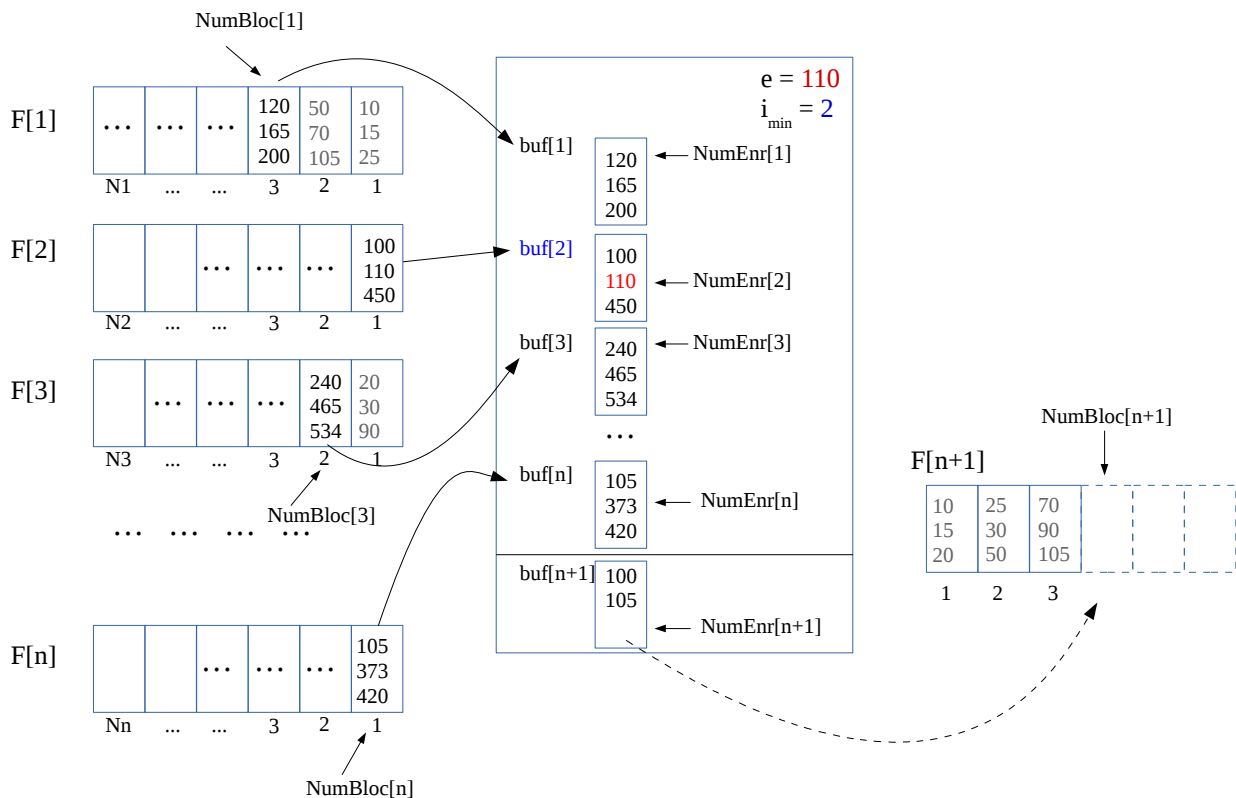 NumBloc[1]
F[1]
... ... ... 120 50 10
165 70 15
200 105 25
N1 ... ... 3 2 1
F[2]
... ... ... 100
110
450
N2 ... ... 3 2 1
F[3]
... ... ... 240 20
465 30
534 90
N3 ... ... 3 2 1
NumBloc[3]
... ... ... ...
F[n]
... ... ... 105
373
420
Nn ... ... 3 2 1
NumBloc[n]
e = 110
i min = 2
buf[1]
120
165
200
NumEnr[1]
buf[2]
100
110
450
NumEnr[2]
buf[3]
240
465
534
NumEnr[3]
...
buf[n]
105
373
420
NumEnr[n]
buf[n+1]
100
105
NumEnr[n+1]
NumBloc[n+1]
F[n+1]
10 25 70
15 30 90
20 50 105
1 2 3